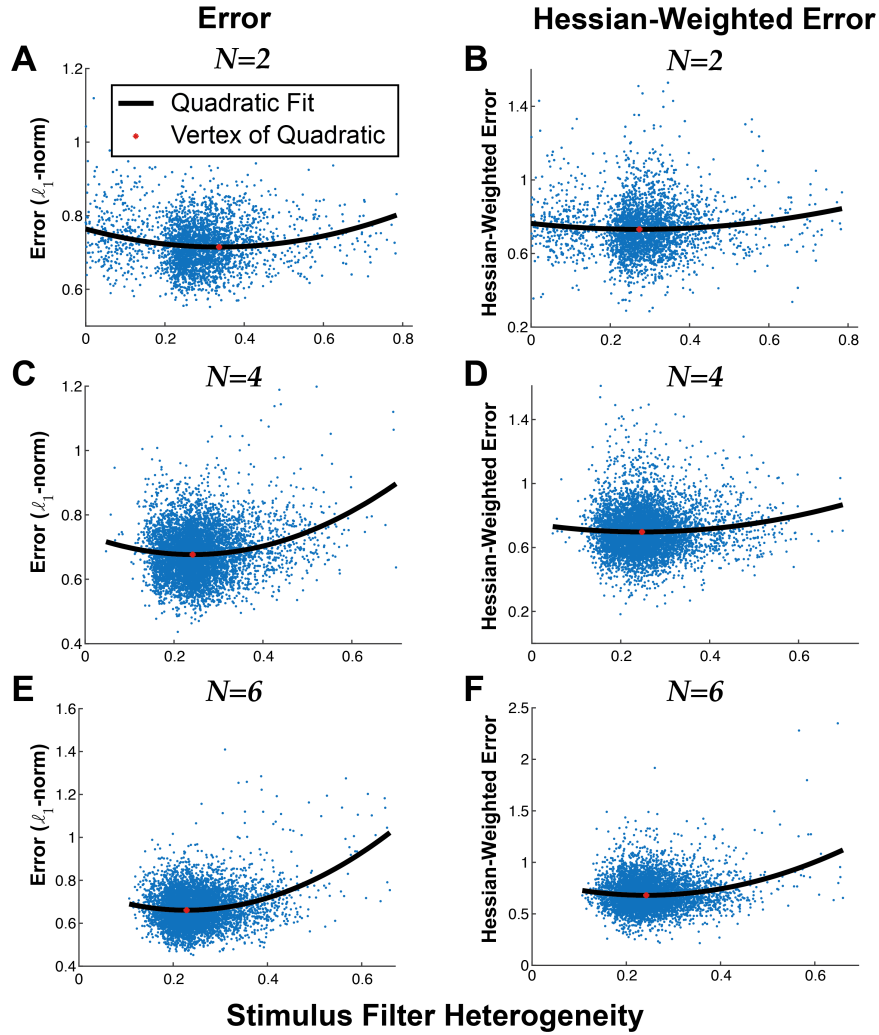 Error
Hessian-Weighted Error
A
N=2
1.2
1
0.8
0.6
Error (ℓ1-norm)
Quadratic Fit
Vertex of Quadratic
0
0.2
0.4
0.6
0.8
B
N=2
1.4
1
0.6
0.2
Hessian-Weighted Error
0
0.2
0.4
0.6
0.8
C
N=4
1.2
1
0.8
0.6
0.4
Error (ℓ1-norm)
0
0.2
0.4
0.6
D
N=4
1.4
1
0.6
0.2
Hessian-Weighted Error
0
0.2
0.4
0.6
E
N=6
1.6
1.4
1.2
1
0.8
0.6
0.4
Error (ℓ1-norm)
0
0.2
0.4
0.6
F
N=6
2.5
2
1.5
1
0.5
0
Hessian-Weighted Error
0
0.2
0.4
0.6
Stimulus Filter Heterogeneity